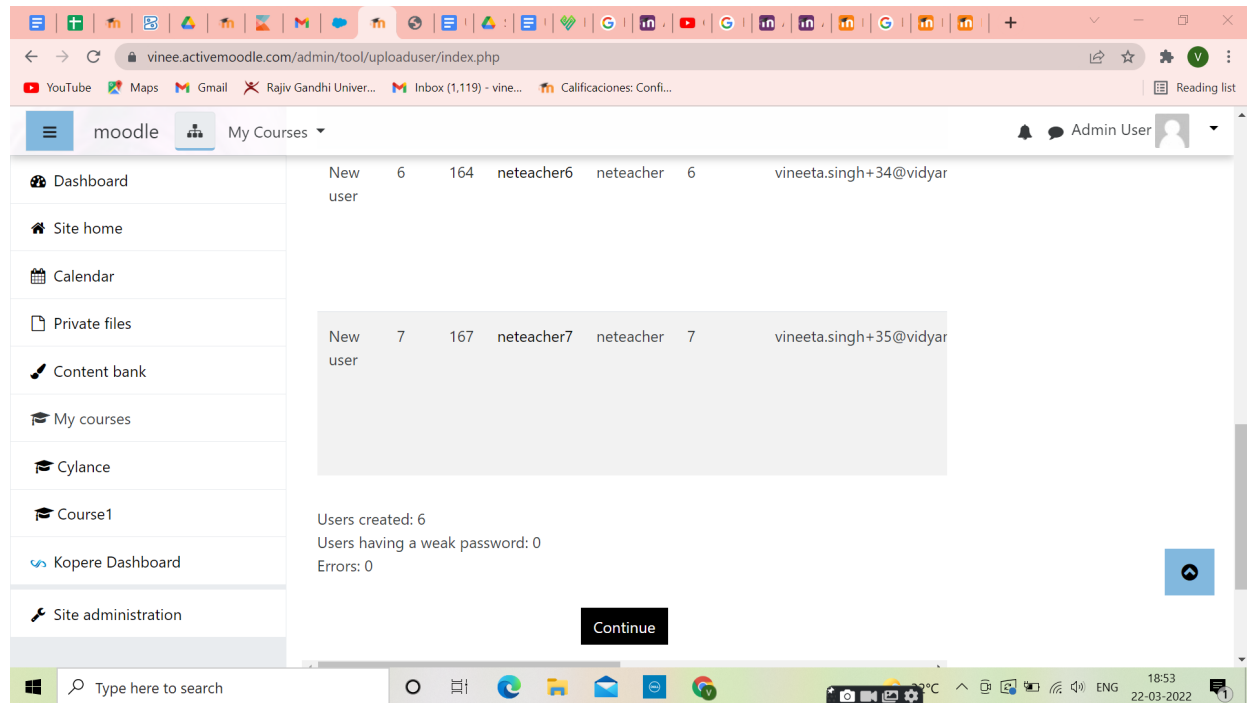 vinee.activemoodle.com/admin/tool/uploaduser/index.php
V
YouTube Maps Gmail Rajiv Gandhi Univer... Inbox (1,119) - vine... Calificaciones: Confi... Reading list
moodle My Courses Admin User
Dashboard
Site home
Calendar
Private files
Content bank
My courses
Cylance
Course1
Kopere Dashboard
Site administration
New user 6 164 neteacher6 neteacher 6 vineeta.singh+34@vidyar
New user 7 167 neteacher7 neteacher 7 vineeta.singh+35@vidyar
Users created: 6
Users having a weak password: 0
Errors: 0
Continue
Type here to search
ENG
18:53
22-03-2022
1